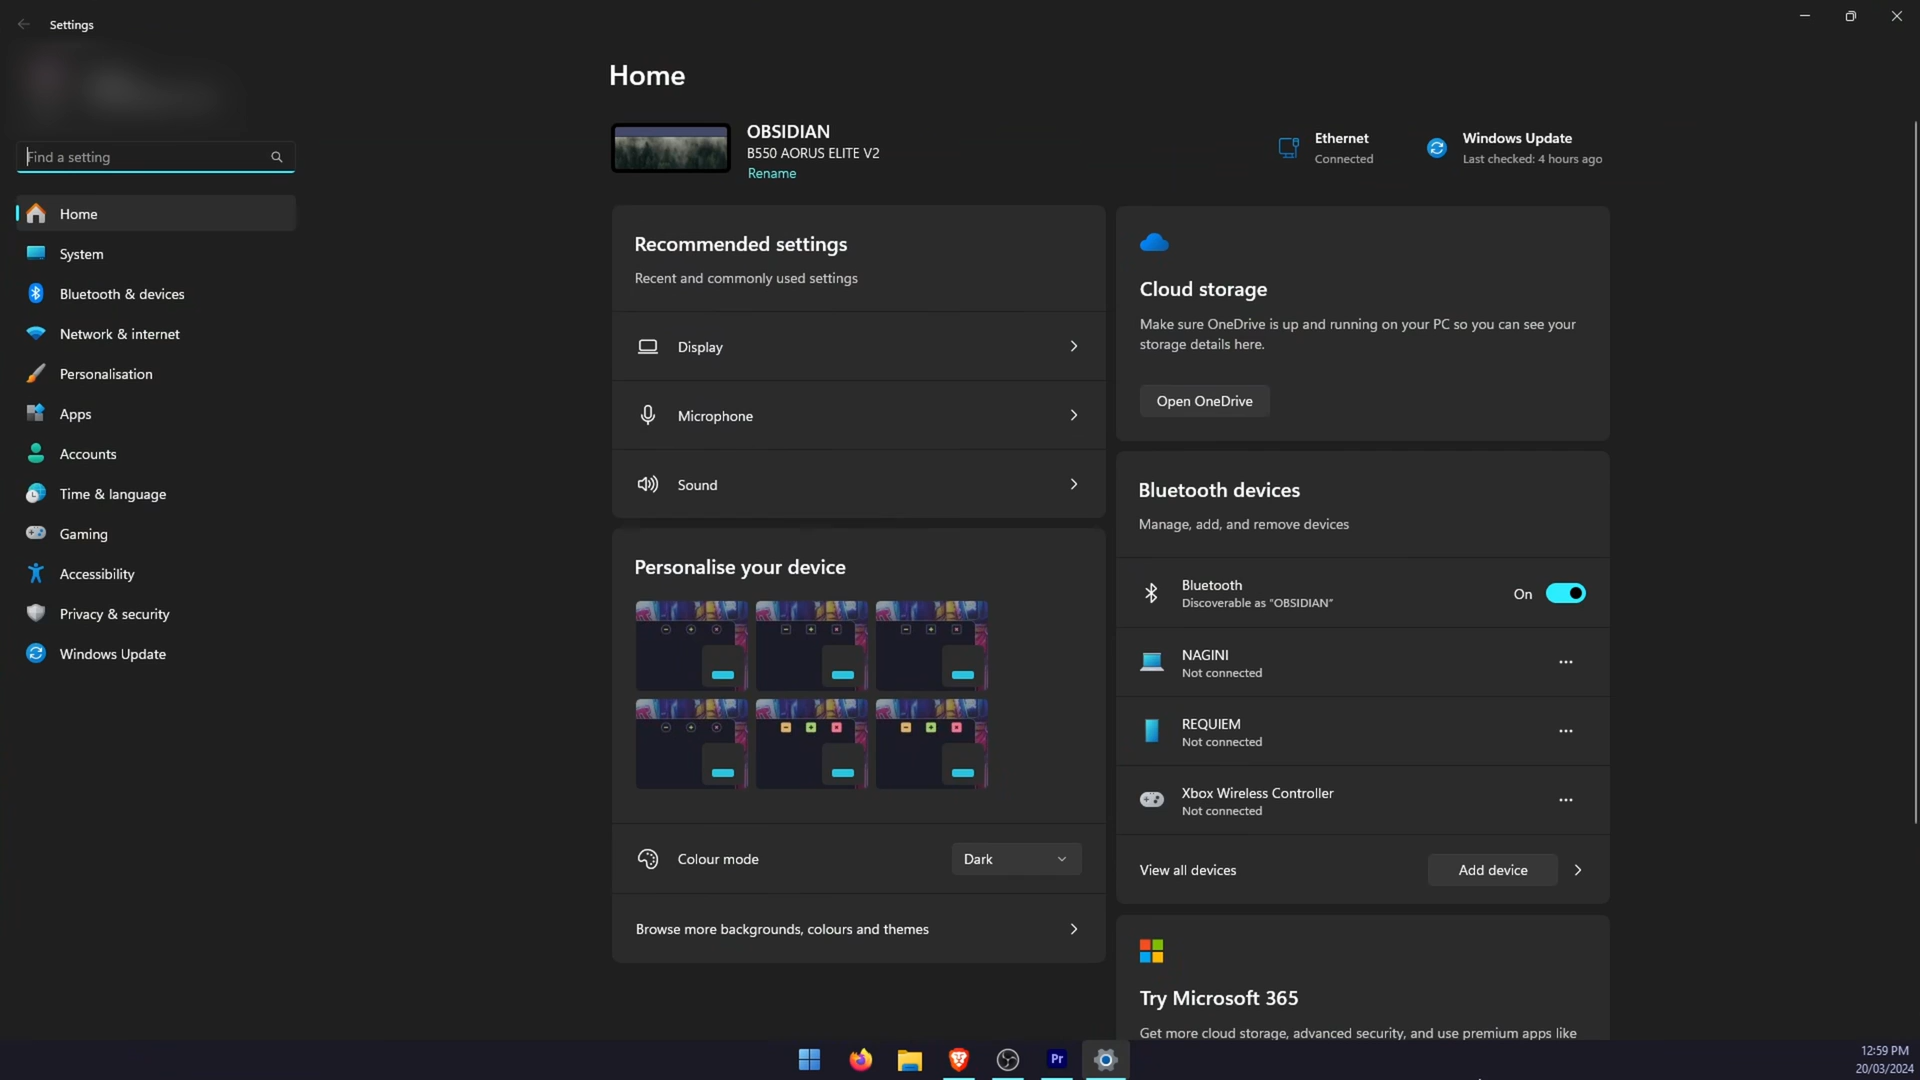 Settings
Home
OBSIDIAN
B550 AORUS ELITE V2
Rename
Ethernet
Connected
Windows Update
Last checked: 4 hours ago
Find a setting
Home
System
Bluetooth & devices
Network & internet
Personalisation
Apps
Accounts
Time & language
Gaming
Accessibility
Privacy & security
Windows Update
Recommended settings
Recent and commonly used settings
Display
Microphone
Sound
Personalise your device
Colour mode
Dark
Browse more backgrounds, colours and themes
Cloud storage
Make sure OneDrive is up and running on your PC so you can see your
storage details here.
Open OneDrive
Bluetooth devices
Manage, add, and remove devices
Bluetooth
Discoverable as “OBSIDIAN”
On
NAGINI
Not connected
REQUIEM
Not connected
Xbox Wireless Controller
Not connected
View all devices
Add device
Try Microsoft 365
Get more cloud storage, advanced security, and use premium apps like
Pr
12:59 PM
20/03/2024